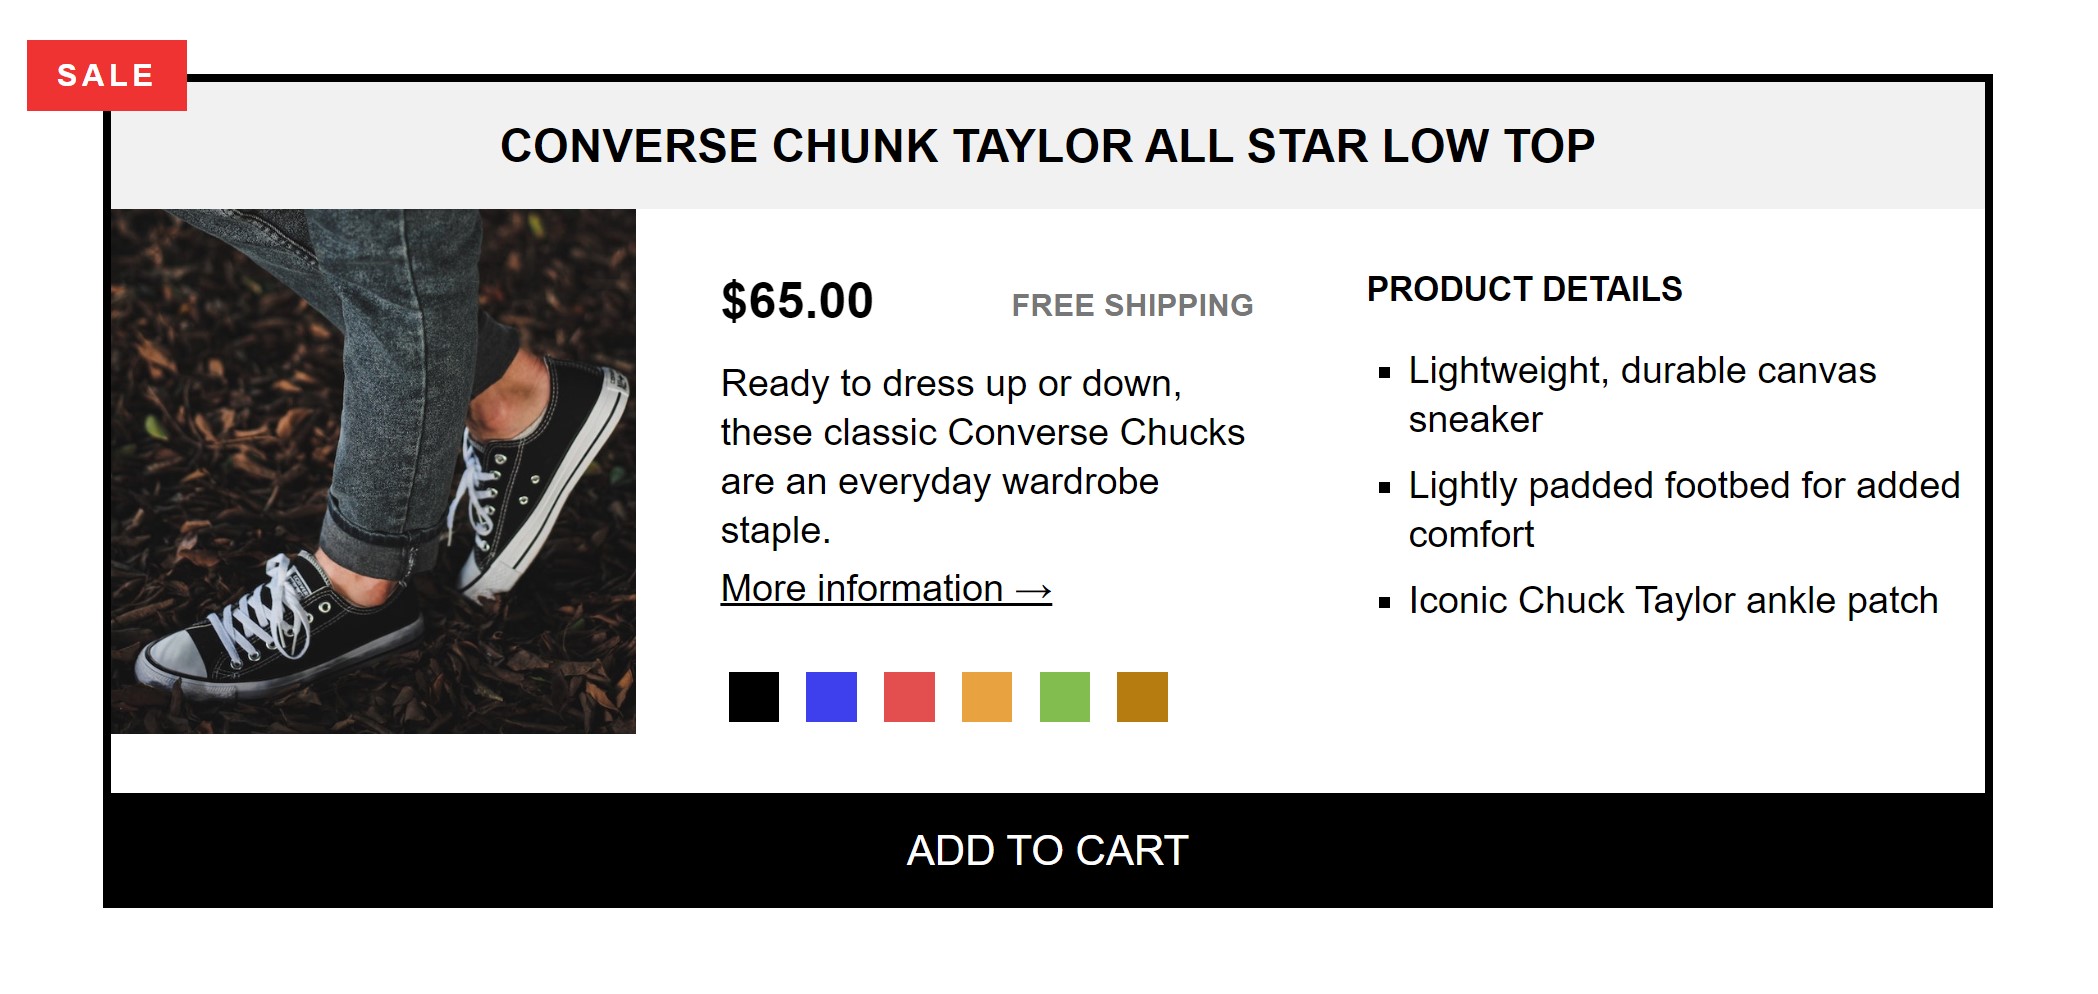 SALE
CONVERSE CHUNK TAYLOR ALL STAR LOW TOP
$65.00
FREE SHIPPING
Ready to dress up or down,
these classic Converse Chucks
are an everyday wardrobe
staple.
More information →
PRODUCT DETAILS
Lightweight, durable canvas
sneaker
Lightly padded footbed for added
comfort
Iconic Chuck Taylor ankle patch
ADD TO CART